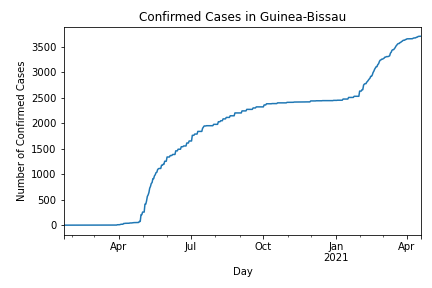 Confirmed Cases in Guinea-Bissau
Number of Confirmed Cases
3500
3000
2500
2000
1500
1000
500
0
Apr Jul Oct Jan Apr
2021
Day